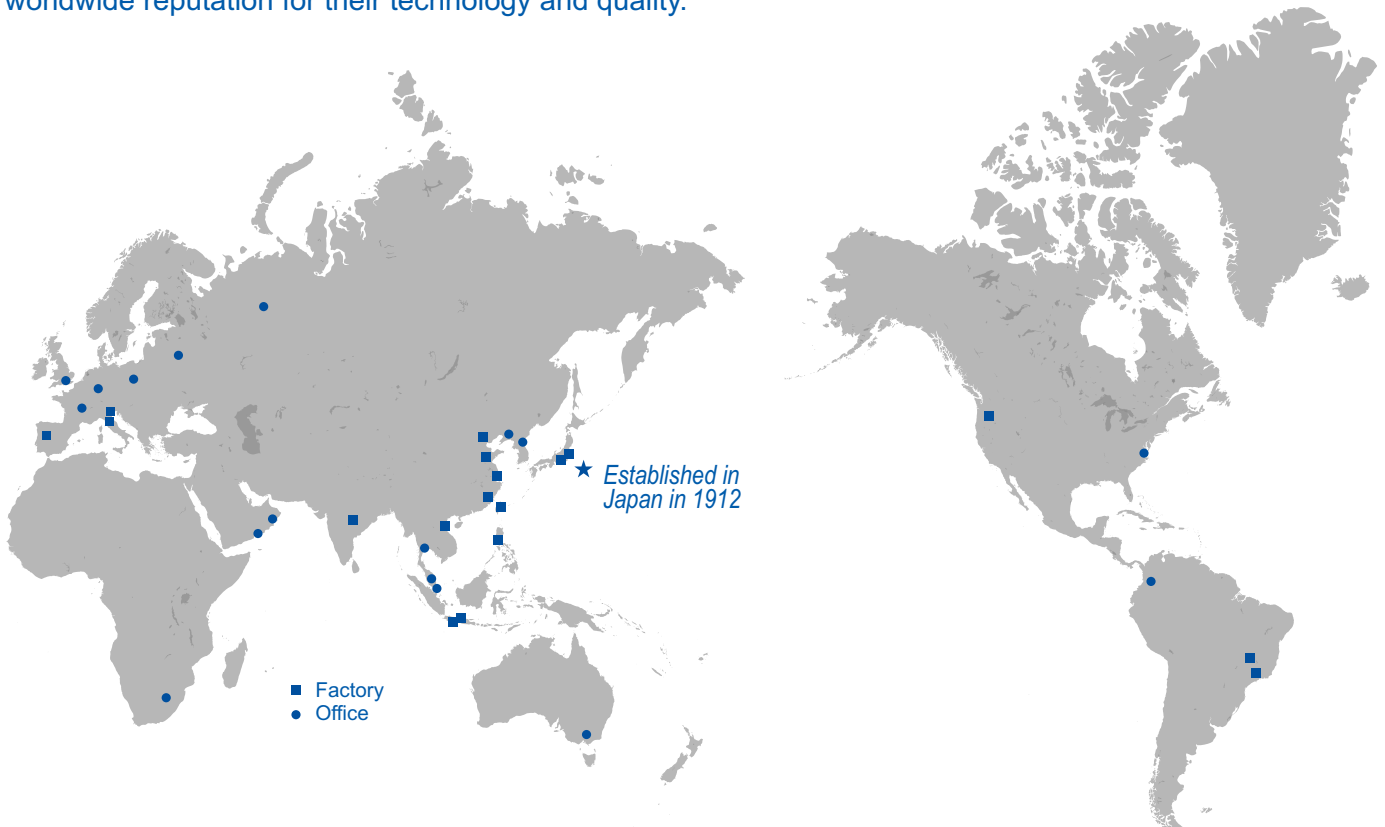 worldwide reputation for their technology and quality.
Established in
Japan in 1912
Factory
Office